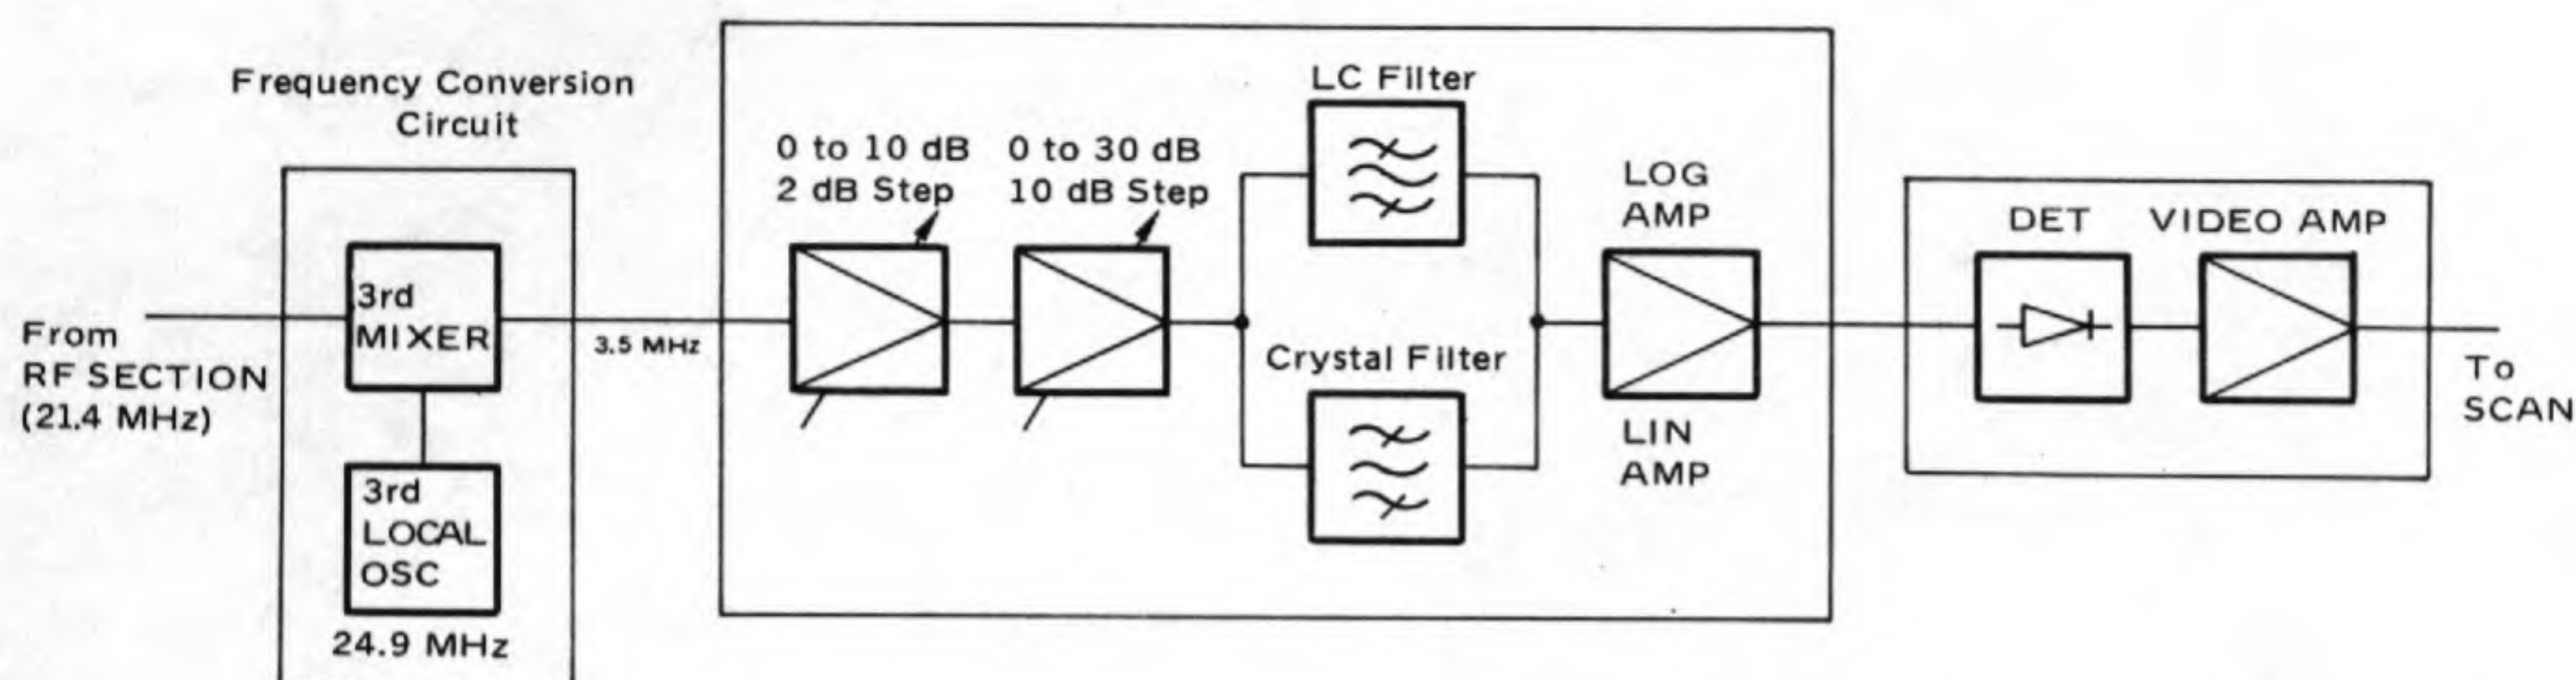 Frequency Conversion
Circuit
From
RF SECTION
(21.4 MHz)
3rd
MIXER
3rd
LOCAL
OSC
24.9 MHz
3.5 MHz
0 to 10 dB
2 dB Step
0 to 30 dB
10 dB Step
LC Filter
Crystal Filter
LOG
AMP
LIN
AMP
DET
VIDEO AMP
To
SCAN